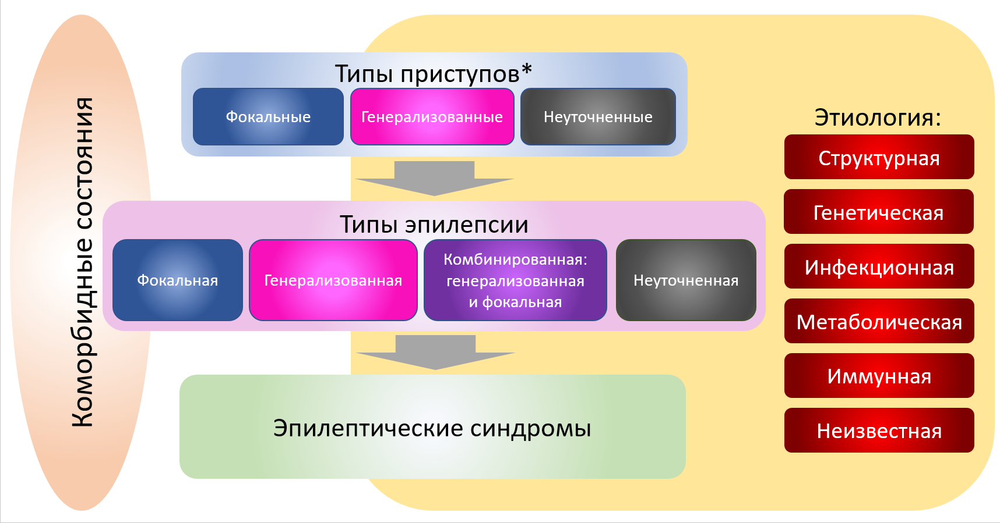 Коморбидные состояния
Типы приступов*
Фокальные
Генерализованные
Неуточненные
Типы эпилепсии
Фокальная
Генерализованная
Комбинированная:
генерализованная
и фокальная
Неуточненная
Эпилептические синдромы
Этиология:
Структурная
Генетическая
Инфекционная
Метаболическая
Иммунная
Неизвестная